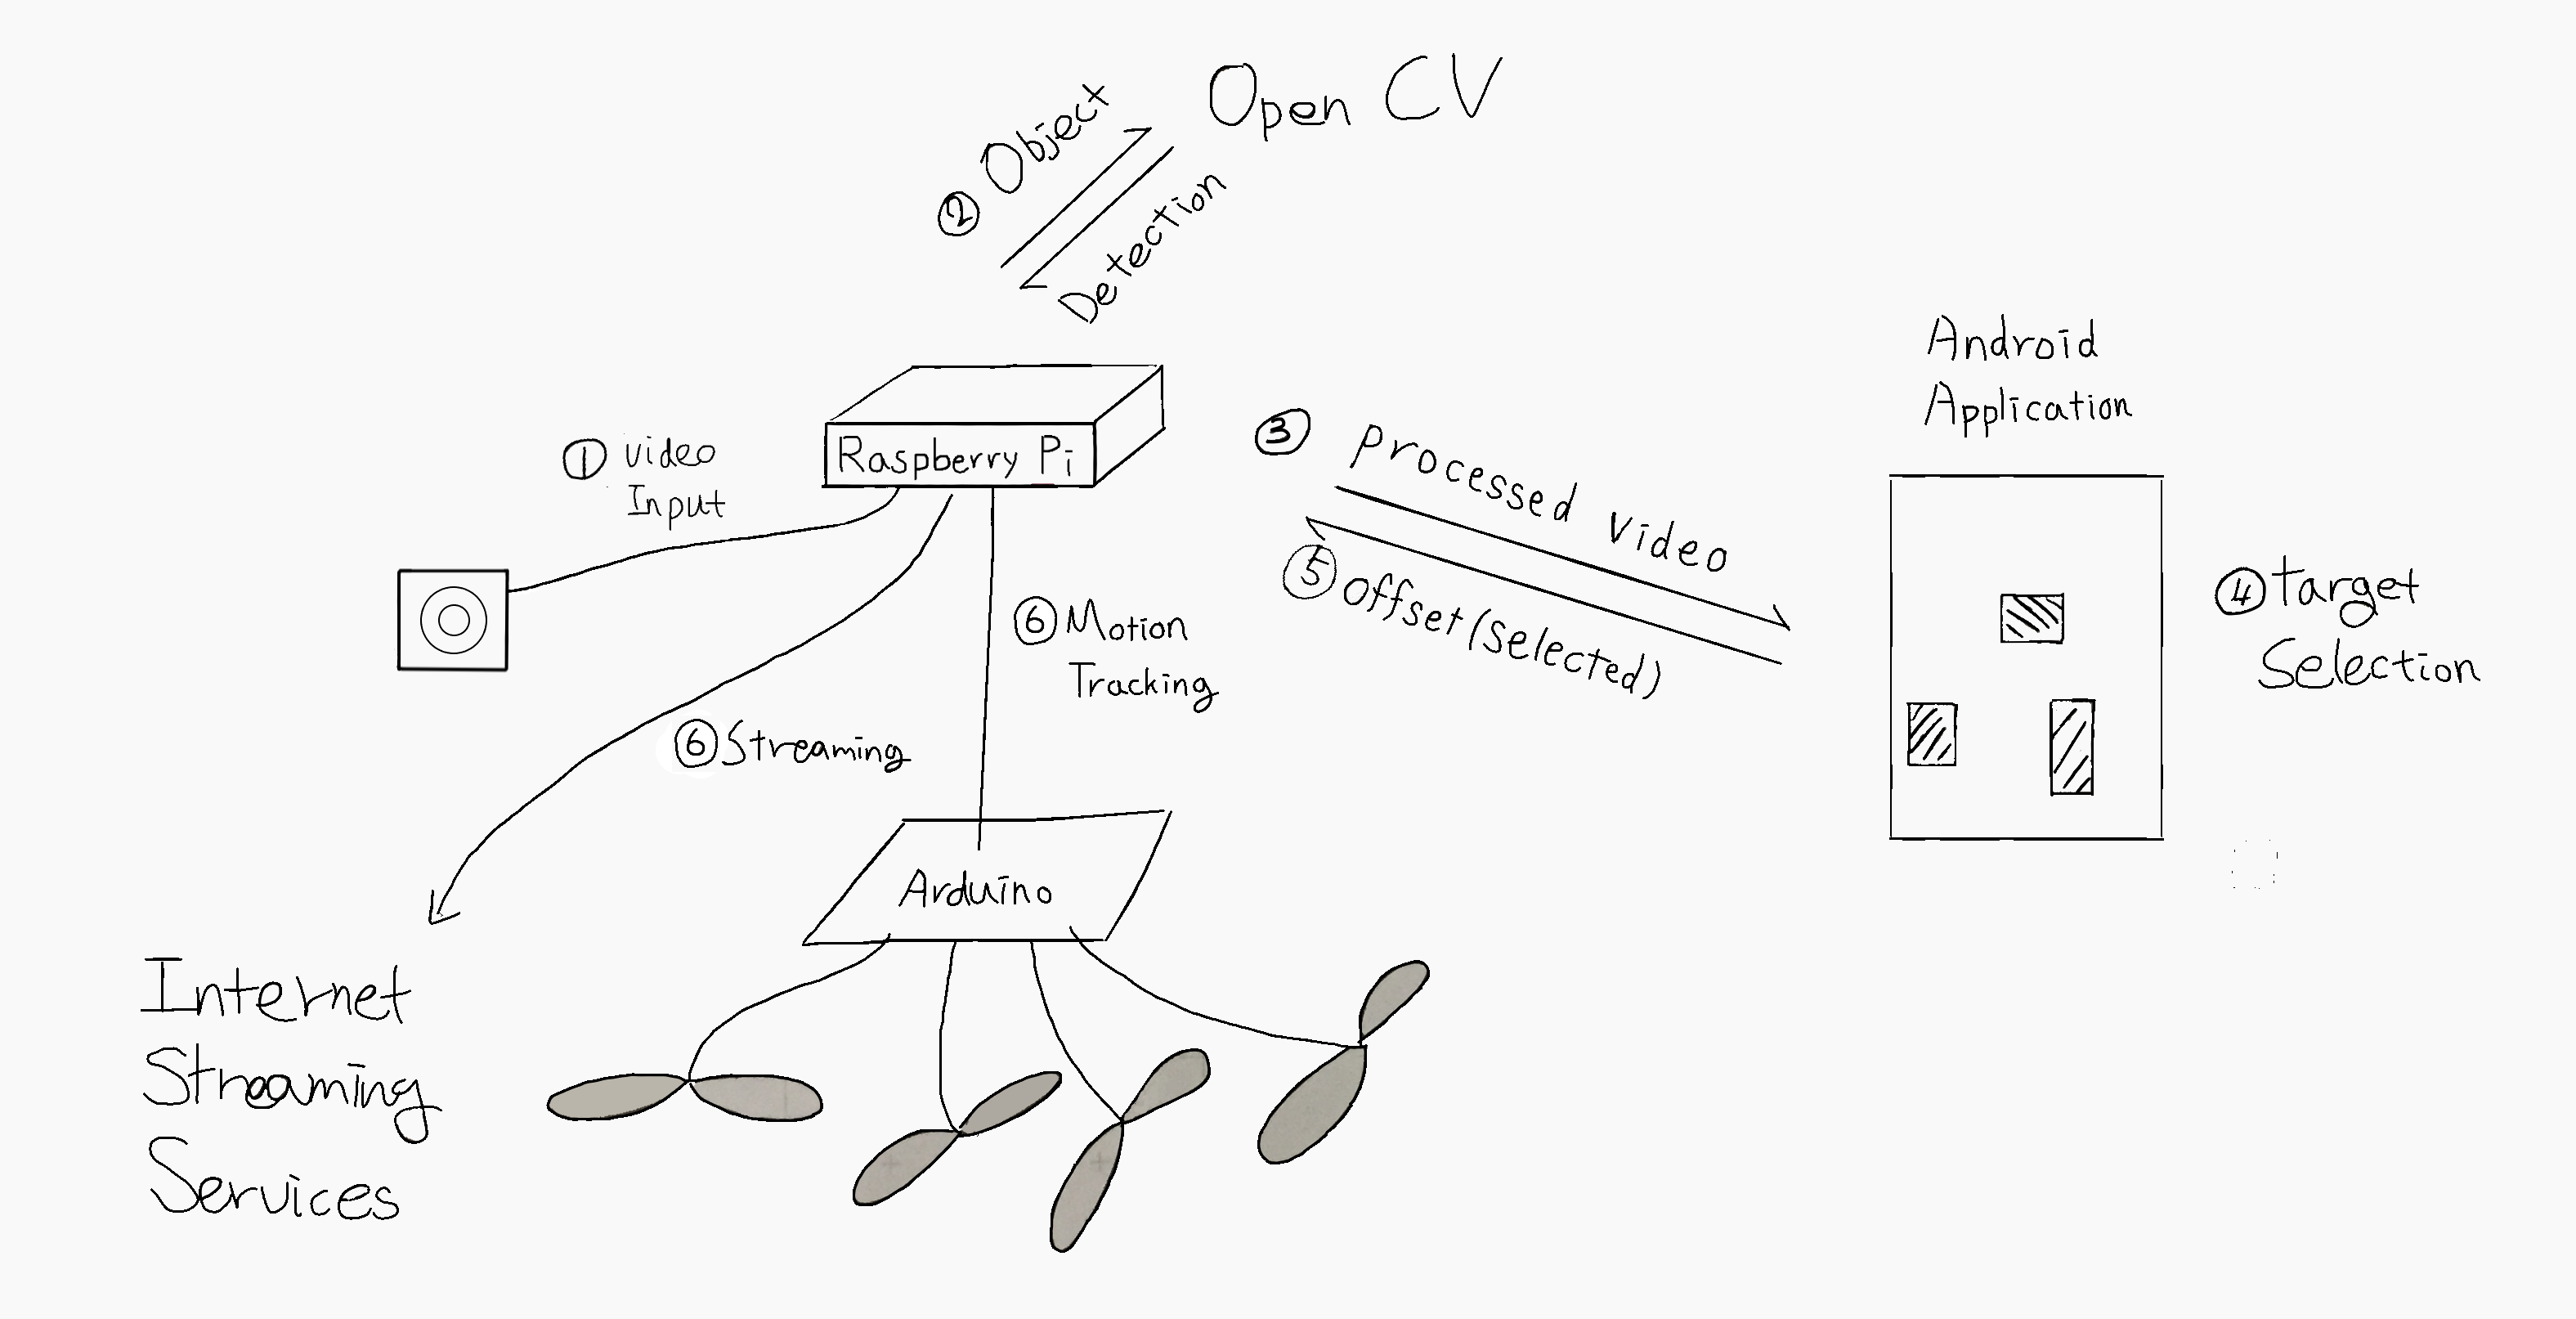 Open CV
② Object
Detection
Android
Application
Raspberry Pi
① Video
Input
③ Processed Video
⑤ offset (Selected)
④ Target
Selection
⑥ Motion
Tracking
⑥ Streaming
Arduino
Internet
Streaming
Services